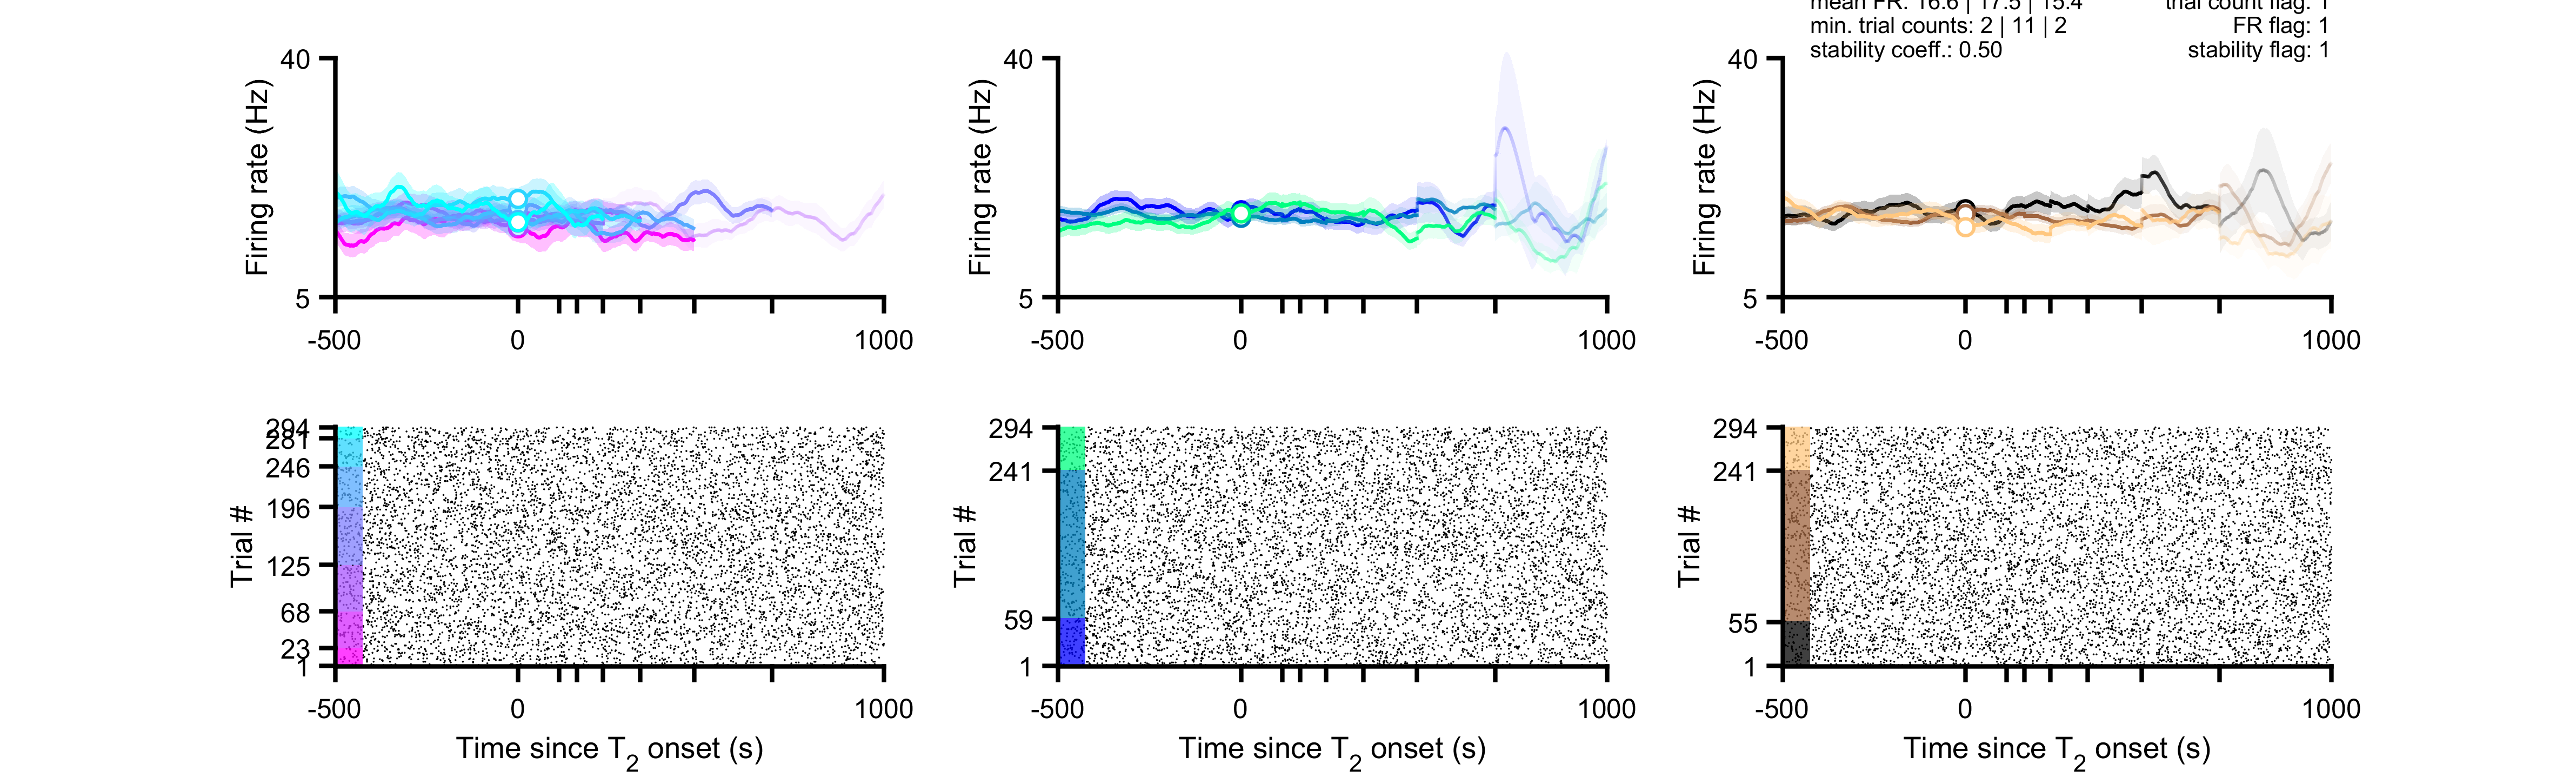 mean FR: 16.6 | 17.5 | 15.4
trial count flag: 1
min. trial counts: 2 | 11 | 2
FR flag: 1
stability coeff.: 0.50
stability flag: 1
40
Firing rate (Hz)
5
-500
0
1000
40
Firing rate (Hz)
5
-500
0
1000
40
Firing rate (Hz)
5
-500
0
1000
294
281
246
196
125
68
23
1
Trial #
-500
0
1000
Time since T2 onset (s)
294
241
59
1
Trial #
-500
0
1000
Time since T2 onset (s)
294
241
55
1
Trial #
-500
0
1000
Time since T2 onset (s)